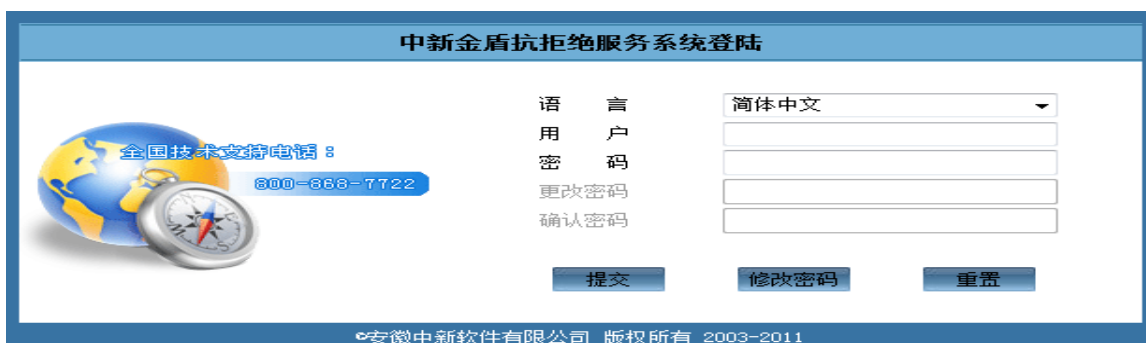 中新金盾抗拒绝服务系统登陆
语 言 简体中文
用 户
密 码
更改密码
确认密码
全国技术支持电话：
800-868-7722
提交 修改密码 重置
©安徽中新软件有限公司 版权所有 2003-2011